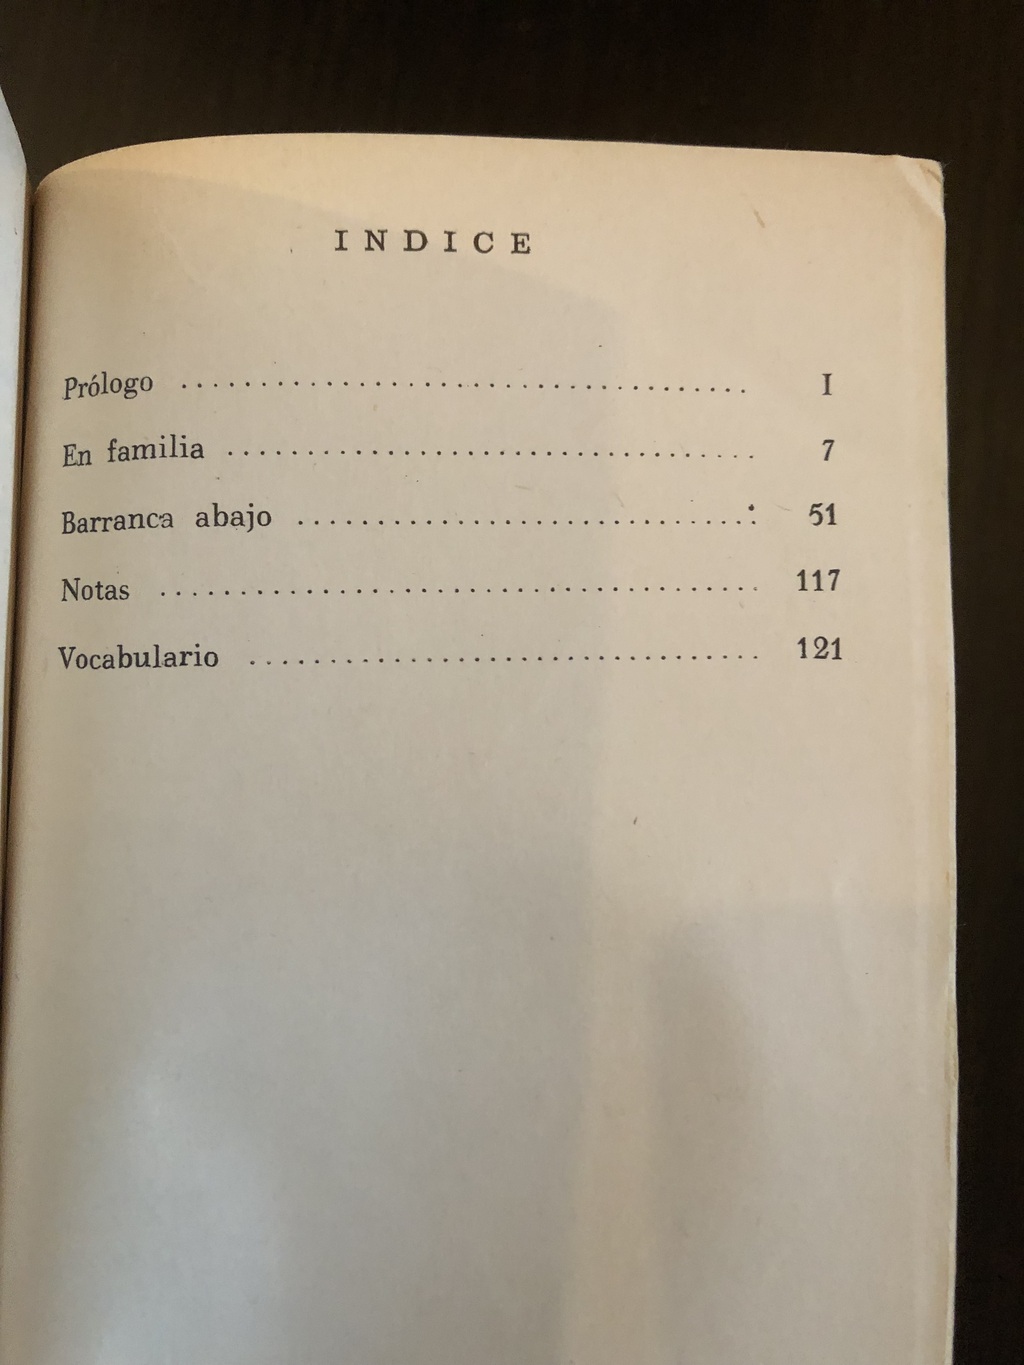 INDICE
Prólogo .................................... I
En familia ................................. 7
Barranca abajo ............................. 51
Notas ...................................... 117
Vocabulario ................................ 121